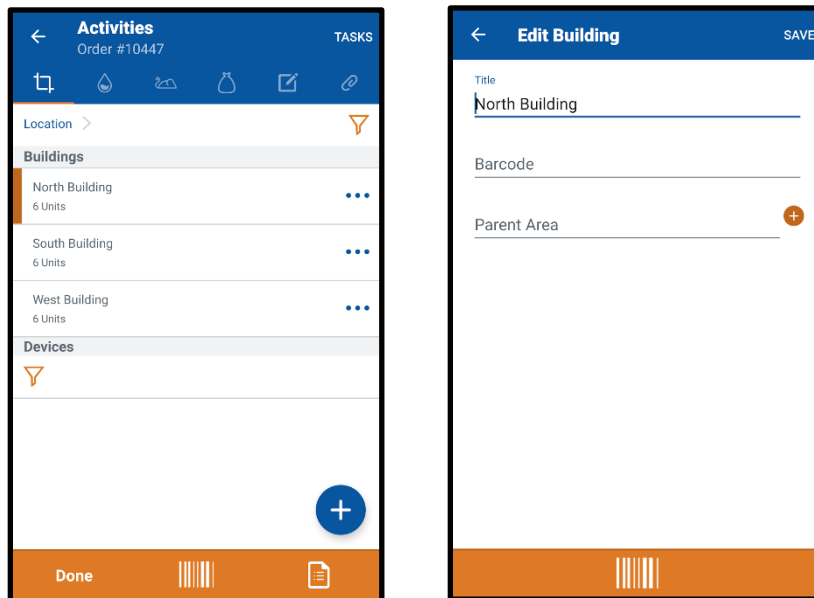 Activities
Order #10447
TASKS
Location
Buildings
North Building
6 Units
South Building
6 Units
West Building
6 Units
Devices
Done
Edit Building
SAVE
Title
North Building
Barcode
Parent Area